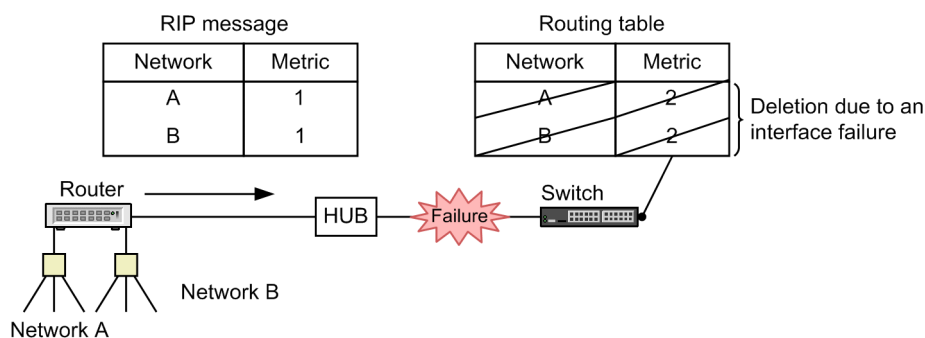 RIP message
Routing table
Network Metric
Network Metric
A 1
A 2
B 1
B 2
Deletion due to an
interface failure
Router
Switch
HUB
Failure
Network B
Network A